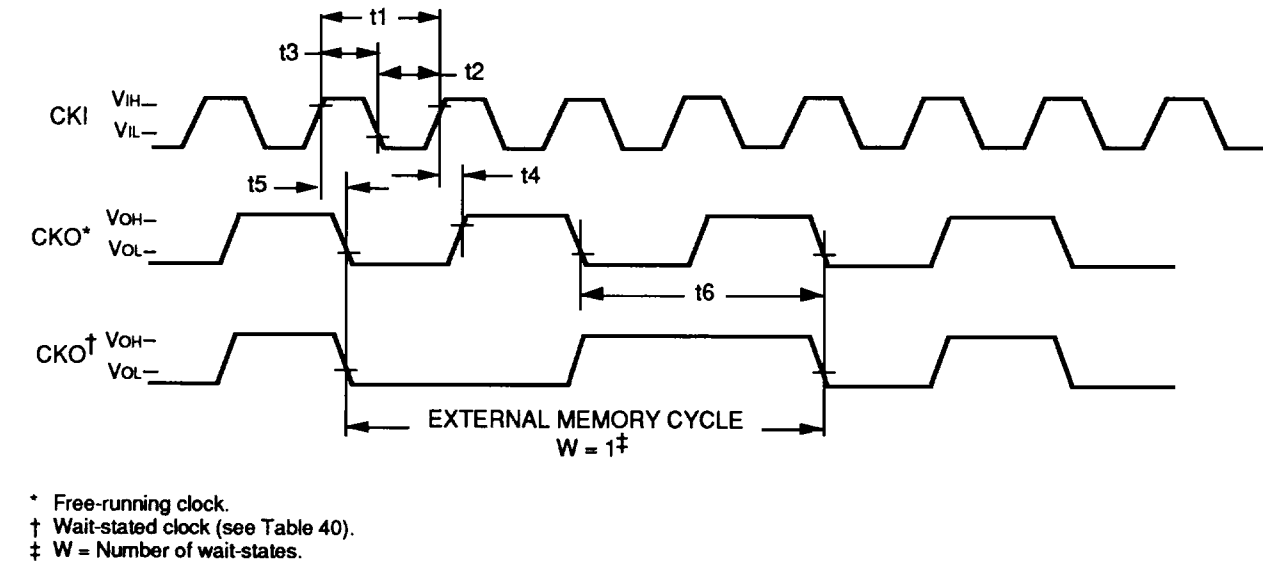 t1
t3
t2
CKI
VIH
VIL
t5
t4
CKO*
VOH
VOL
t6
CKO†
VOH
VOL
EXTERNAL MEMORY CYCLE
W = 1‡
* Free-running clock.
† Wait-stated clock (see Table 40).
‡ W = Number of wait-states.